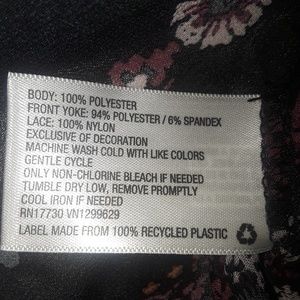 BODY: 100% POLYESTER
FRONT YOKE: 94% POLYESTER / 6% SPANDEX
LACE: 100% NYLON
EXCLUSIVE OF DECORATION
MACHINE WASH COLD WITH LIKE COLORS
GENTLE CYCLE
ONLY NON-CHLORINE BLEACH IF NEEDED
TUMBLE DRY LOW, REMOVE PROMPTLY
COOL IRON IF NEEDED
RN17730 VN1299629
LABEL MADE FROM 100% RECYCLED PLASTIC